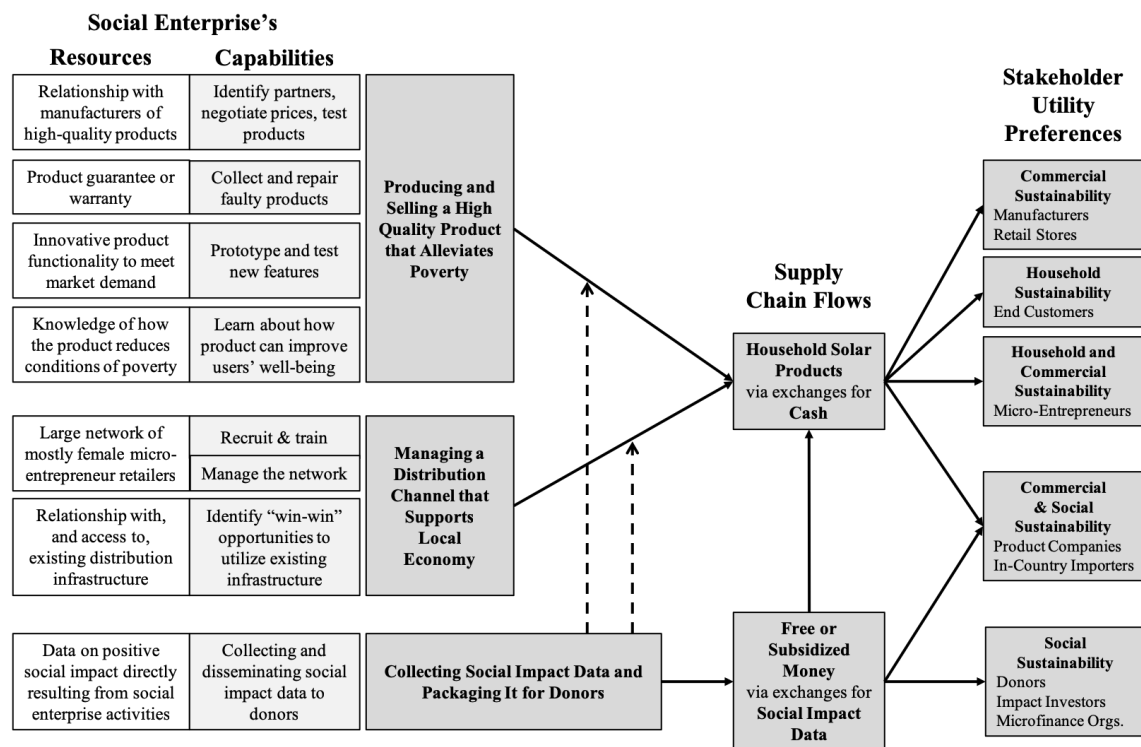 Social Enterprise’s
Resources
Capabilities
Relationship with
manufacturers of
high-quality products
Identify partners,
negotiate prices, test
products
Product guarantee or
warranty
Collect and repair
faulty products
Innovative product
functionality to meet
market demand
Prototype and test
new features
Knowledge of how
the product reduces
conditions of poverty
Learn about how
product can improve
users’ well-being
Producing and
Selling a High
Quality Product
that Alleviates
Poverty
Large network of
mostly female micro-
entrepreneur retailers
Recruit & train
Manage the network
Relationship with,
and access to,
existing distribution
infrastructure
Identify “win-win”
opportunities to
utilize existing
infrastructure
Managing a
Distribution
Channel that
Supports
Local
Economy
Data on positive
social impact directly
resulting from social
enterprise activities
Collecting and
disseminating social
impact data to
donors
Collecting Social Impact Data and
Packaging It for Donors
Supply
Chain Flows
Household Solar
Products
via exchanges for
Cash
Free or
Subsidized
Money
via exchanges for
Social Impact
Data
Stakeholder
Utility
Preferences
Commercial
Sustainability
Manufacturers
Retail Stores
Household
Sustainability
End Customers
Household and
Commercial
Sustainability
Micro-Entrepreneurs
Commercial
& Social
Sustainability
Product Companies
In-Country Importers
Social
Sustainability
Donors
Impact Investors
Microfinance Orgs.